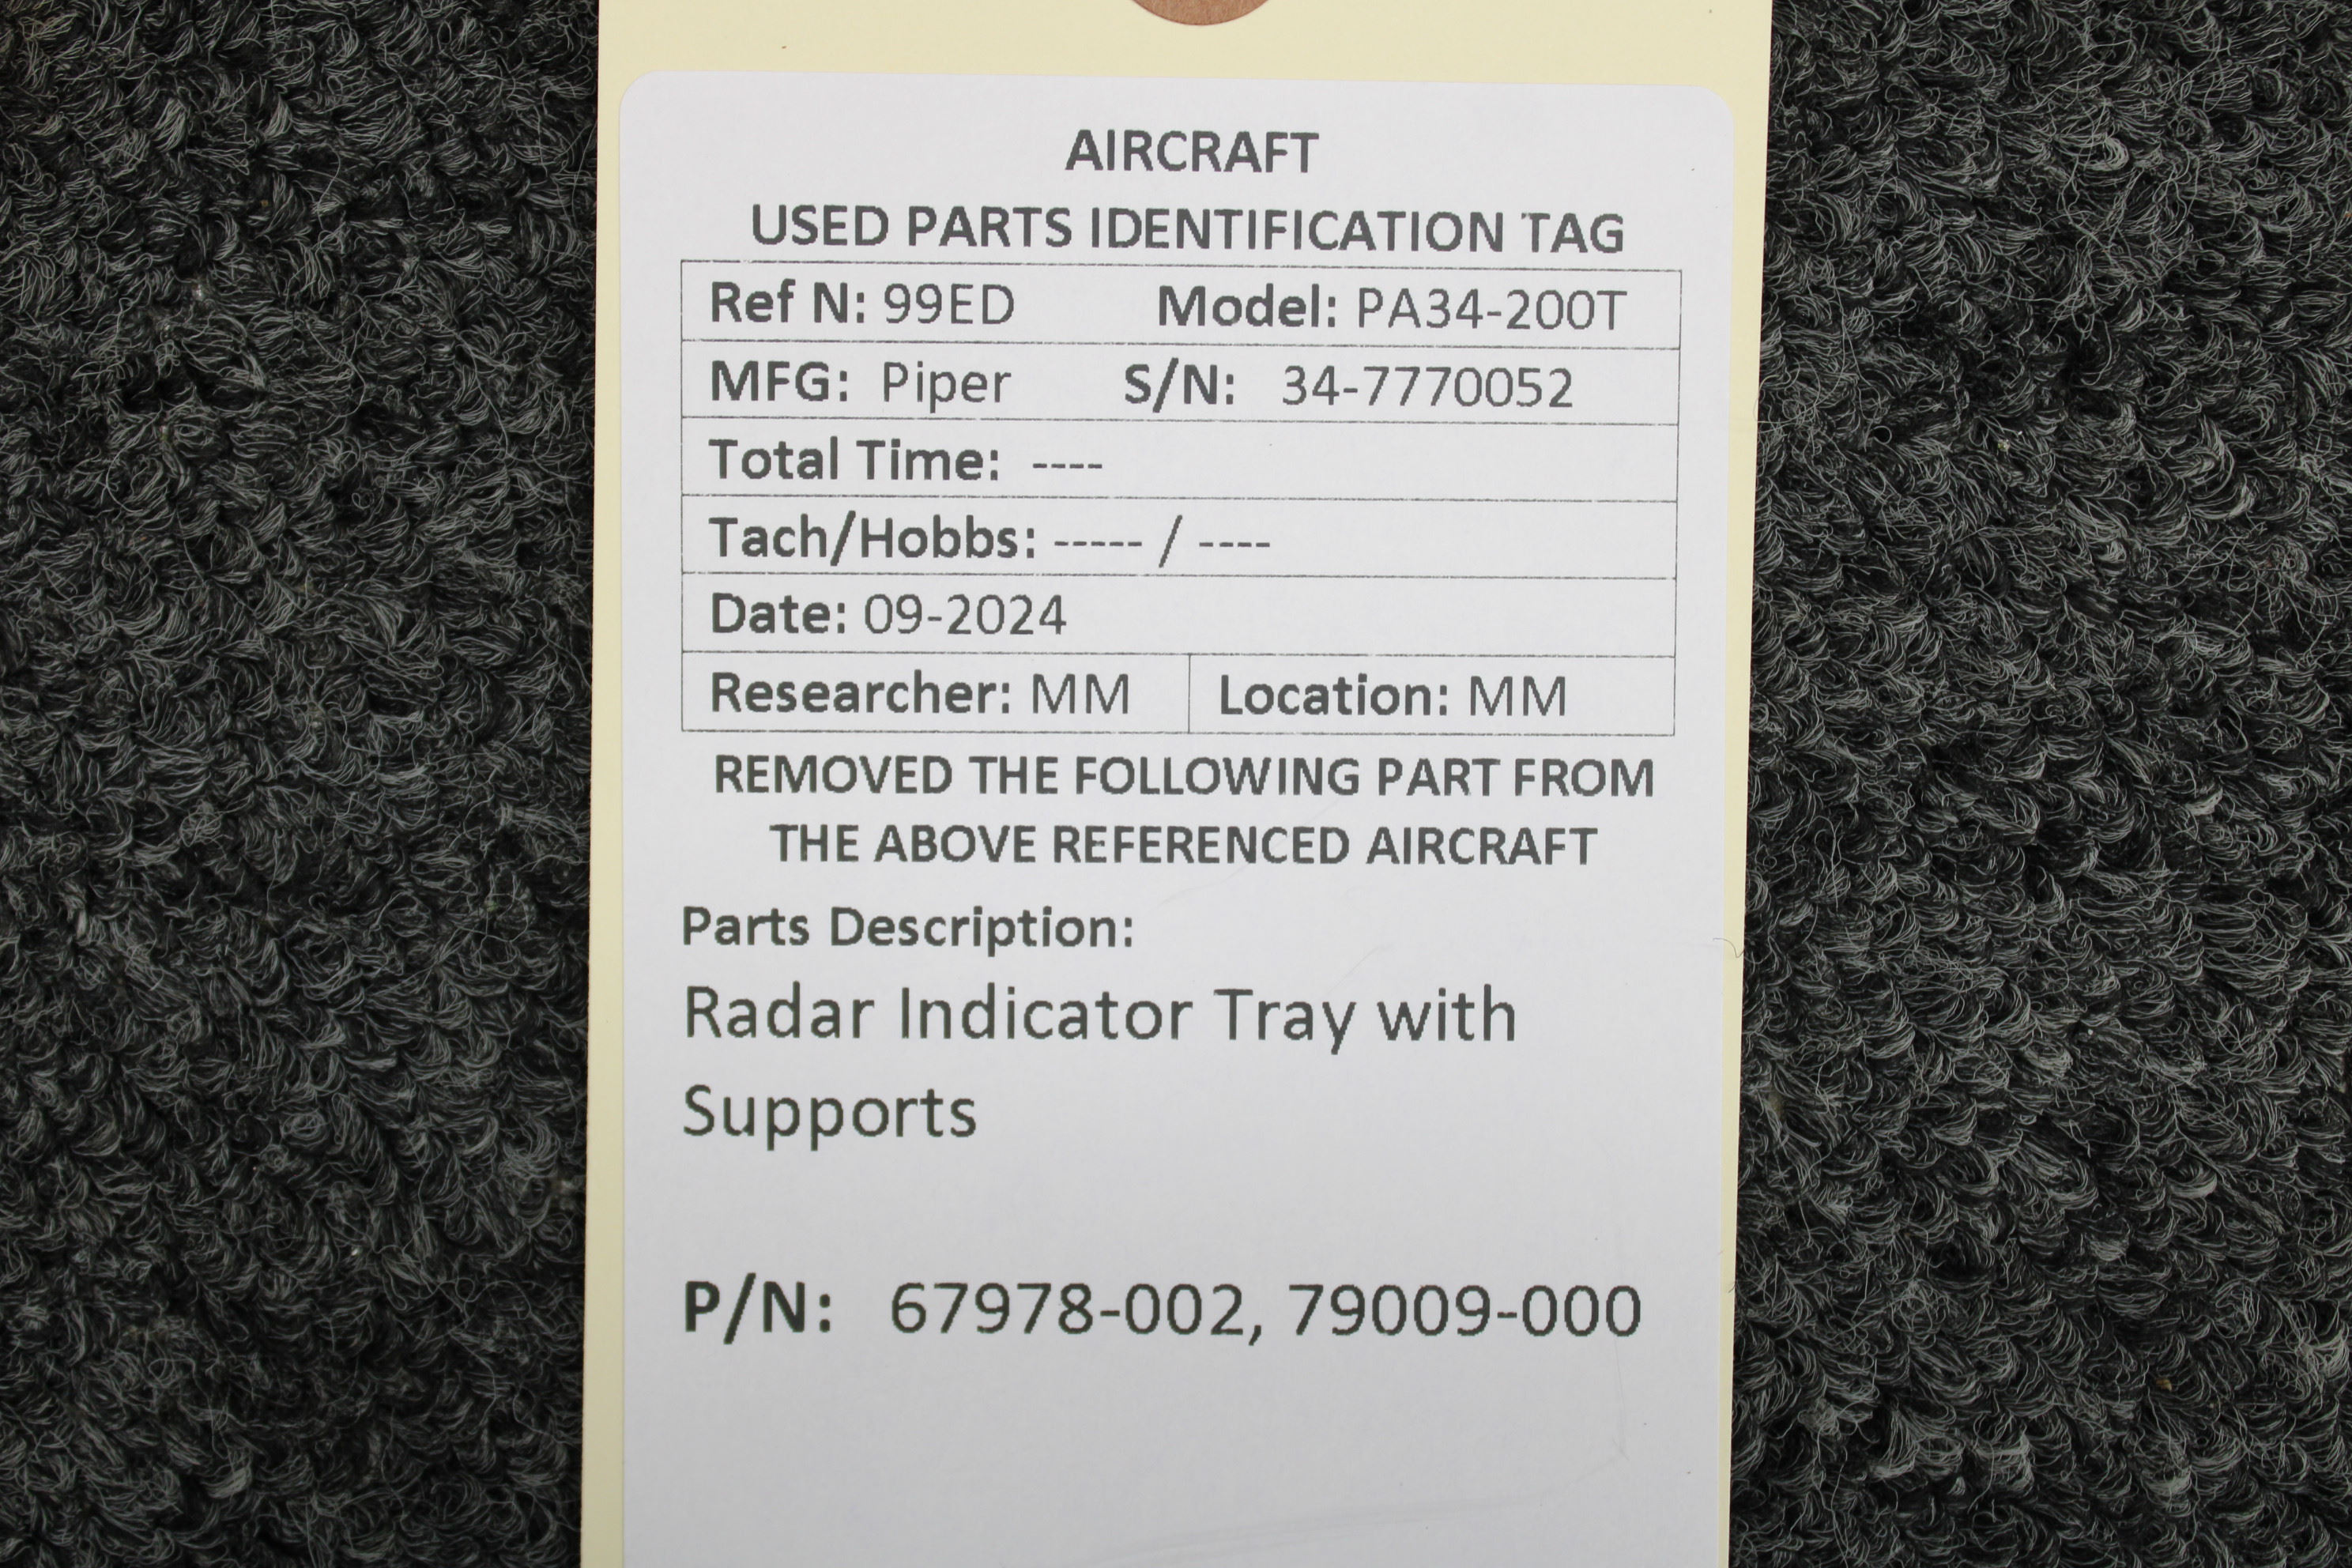 AIRCRAFT
USED PARTS IDENTIFICATION TAG
Ref N: 99ED Model: PA34-200T
MFG: Piper S/N: 34-7770052
Total Time: ----
Tach/Hobbs: ----- / ----
Date: 09-2024
Researcher: MM Location: MM
REMOVED THE FOLLOWING PART FROM
THE ABOVE REFERENCED AIRCRAFT
Parts Description:
Radar Indicator Tray with
Supports
P/N: 67978-002, 79009-000